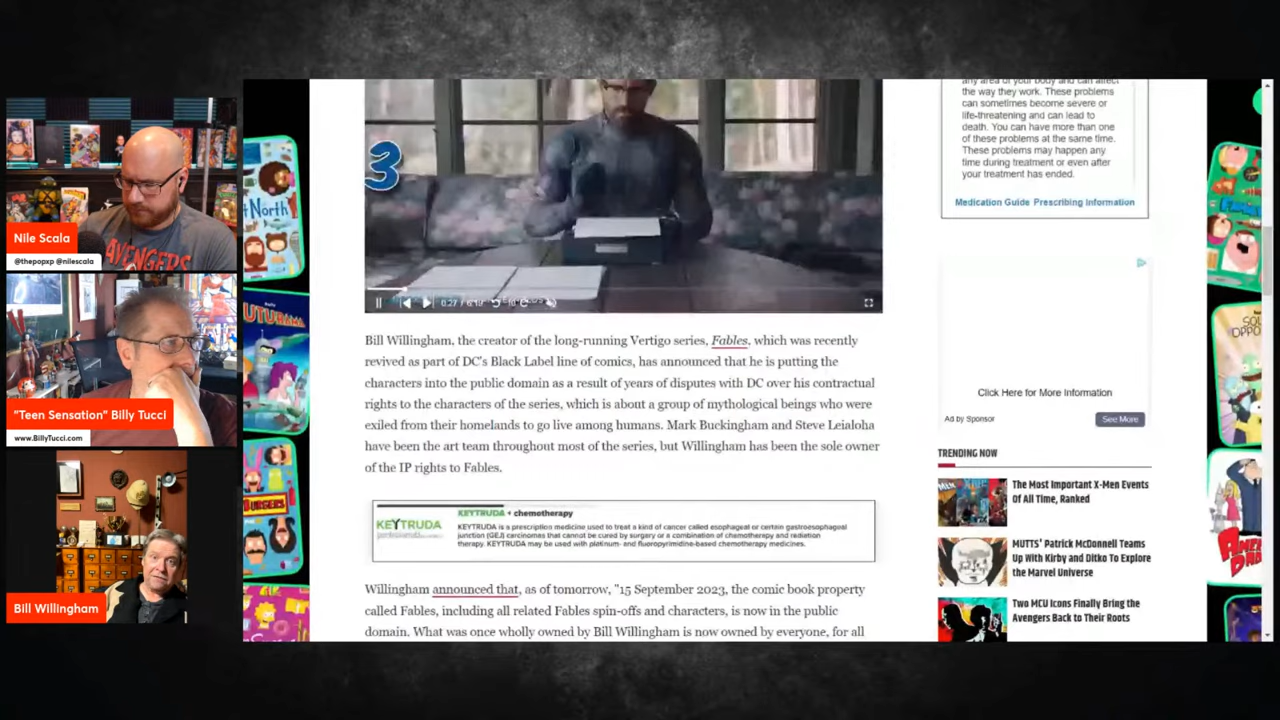 Nile Scala
@thepopxp @nilescala
AVENGERS
"Teen Sensation" Billy Tucci
www.BillyTucci.com
Bill Willingham
North
FUTURAMA
BURGERS
3
0:27 / 6:19
Bill Willingham, the creator of the long-running Vertigo series, Fables, which was recently
revived as part of DC's Black Label line of comics, has announced that he is putting the
characters into the public domain as a result of years of disputes with DC over his contractual
rights to the characters of the series, which is about a group of mythological beings who were
exiled from their homelands to go live among humans. Mark Buckingham and Steve Leialoha
have been the art team throughout most of the series, but Willingham has been the sole owner
of the IP rights to Fables.
KEYTRUDA
KEYTRUDA + chemotherapy
KEYTRUDA is a prescription medicine used to treat a kind of cancer called esophageal or certain gastroesophageal
junction (GEJ) carcinomas that cannot be cured by surgery or a combination of chemotherapy and radiation
therapy. KEYTRUDA may be used with platinum- and fluoropyrimidine-based chemotherapy medicines.
Willingham announced that, as of tomorrow, "15 September 2023, the comic book property
called Fables, including all related Fables spin-offs and characters, is now in the public
domain. What was once wholly owned by Bill Willingham is now owned by everyone, for all
any area of your body and can affect
the way they work. These problems
can sometimes become severe or
life-threatening and can lead to
death. You can have more than one
of these problems at the same time.
These problems may happen any
time during treatment or even after
your treatment has ended.
Medication Guide Prescribing Information
Click Here for More Information
Ad by Sponsor
See More
TRENDING NOW
The Most Important X-Men Events
Of All Time, Ranked
MUTTS' Patrick McDonnell Teams
Up With Kirby and Ditko To Explore
the Marvel Universe
Two MCU Icons Finally Bring the
Avengers Back to Their Roots